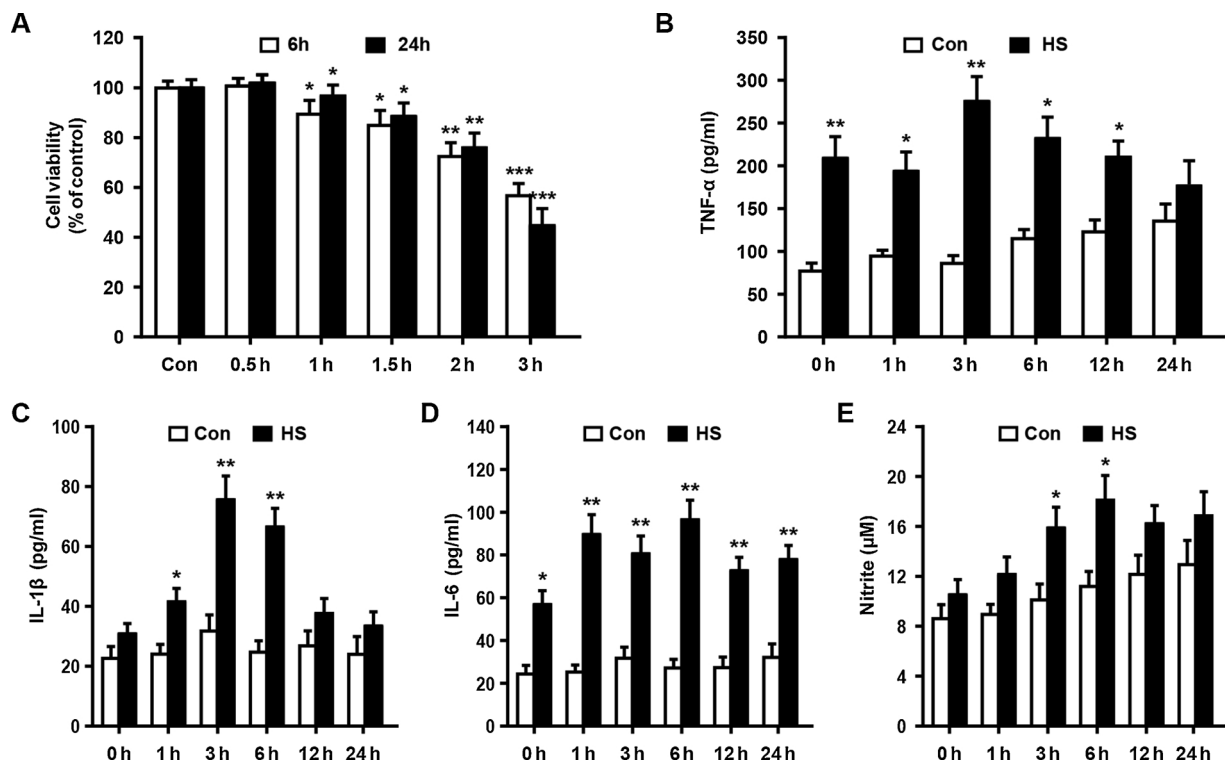 A
Cell viability
(% of control)
120
100
80
60
40
20
0
6h
24h
*
*
*
*
**
**
***
***
Con
0.5 h
1 h
1.5 h
2 h
3 h
B
TNF-α (pg/ml)
350
300
250
200
150
100
50
0
Con
HS
**
*
**
*
*
0 h
1 h
3 h
6 h
12 h
24 h
C
IL-1β (pg/ml)
100
80
60
40
20
0
Con
HS
*
**
**
0 h
1 h
3 h
6 h
12 h
24 h
D
IL-6 (pg/ml)
140
120
100
80
60
40
20
0
Con
HS
*
**
**
**
**
**
0 h
1 h
3 h
6 h
12 h
24 h
E
Nitrite (μM)
24
20
16
12
8
4
0
Con
HS
*
*
0 h
1 h
3 h
6 h
12 h
24 h